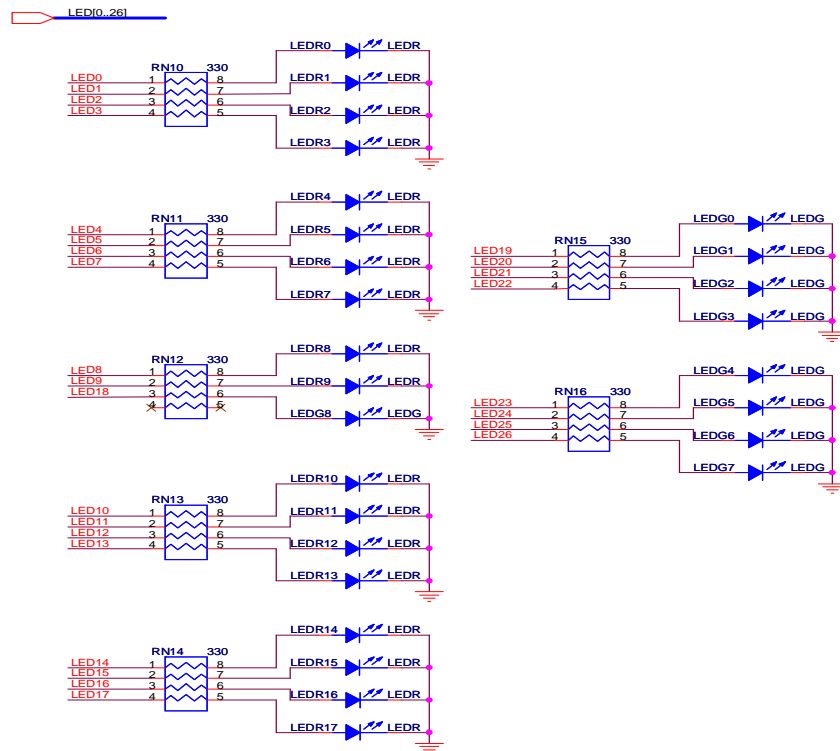 LED[0..26]
RN10 330
LED0 1 8 LEDR0 LEDR
LED1 2 7 LEDR1 LEDR
LED2 3 6 LEDR2 LEDR
LED3 4 5 LEDR3 LEDR
RN11 330
LED4 1 8 LEDR4 LEDR
LED5 2 7 LEDR5 LEDR
LED6 3 6 LEDR6 LEDR
LED7 4 5 LEDR7 LEDR
RN12 330
LED8 1 8 LEDR8 LEDR
LED9 2 7 LEDR9 LEDR
LED18 3 6 LEDG8 LEDG
4 5
RN13 330
LED10 1 8 LEDR10 LEDR
LED11 2 7 LEDR11 LEDR
LED12 3 6 LEDR12 LEDR
LED13 4 5 LEDR13 LEDR
RN14 330
LED14 1 8 LEDR14 LEDR
LED15 2 7 LEDR15 LEDR
LED16 3 6 LEDR16 LEDR
LED17 4 5 LEDR17 LEDR
RN15 330
LED19 1 8 LEDG0 LEDG
LED20 2 7 LEDG1 LEDG
LED21 3 6 LEDG2 LEDG
LED22 4 5 LEDG3 LEDG
RN16 330
LED23 1 8 LEDG4 LEDG
LED24 2 7 LEDG5 LEDG
LED25 3 6 LEDG6 LEDG
LED26 4 5 LEDG7 LEDG